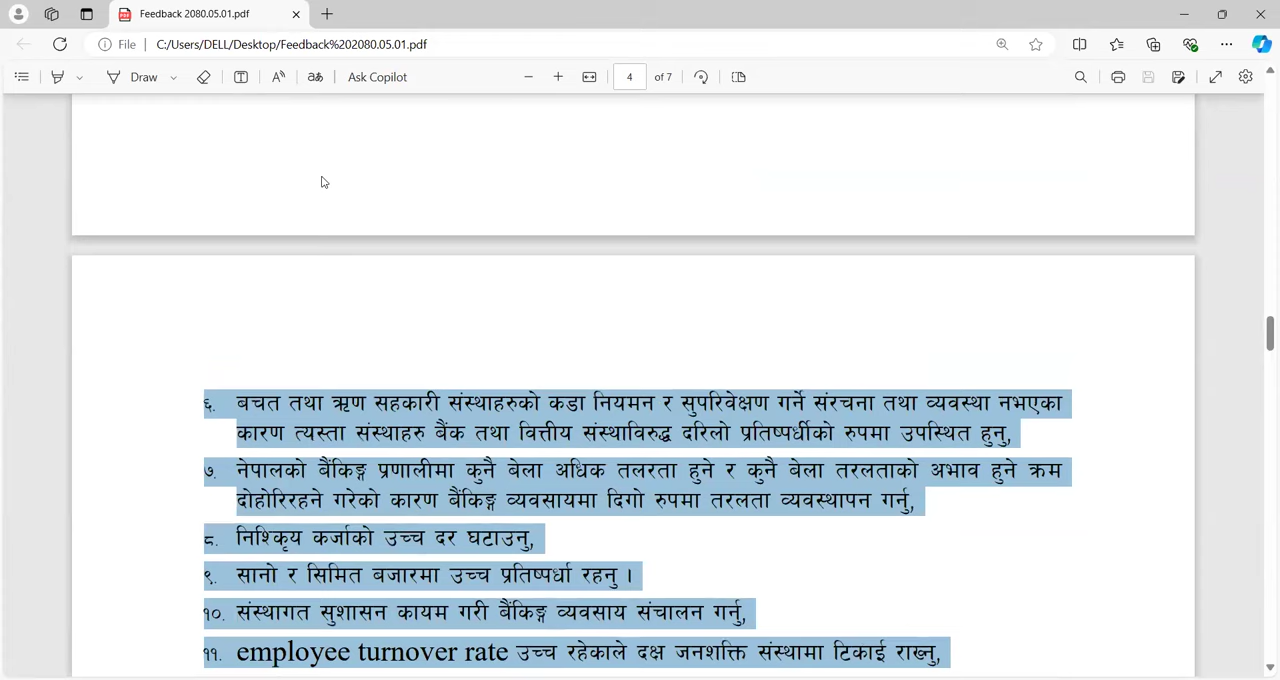 Feedback 2080.05.01.pdf
File C:/Users/DELL/Desktop/Feedback%202080.05.01.pdf
Draw Ask Copilot 4 of 7
६. बचत तथा ऋण सहकारी संस्थाहरुको कडा नियमन र सुपरिवेक्षण गर्ने संरचना तथा व्यवस्था नभएका
कारण त्यस्ता संस्थाहरु बैंक तथा वित्तीय संस्थाविरुद्ध दरिलो प्रतिष्पर्धीको रुपमा उपस्थित हुनु,
७. नेपालको बैंकिङ्ग प्रणालीमा कुनै बेला अधिक तलरता हुने र कुनै बेला तरलताको अभाव हुने क्रम
दोहोरिरहने गरेको कारण बैंकिङ्ग व्यवसायमा दिगो रुपमा तरलता व्यवस्थापन गर्नु,
८. निश्कृिय कर्जाको उच्च दर घटाउनु,
९. सानो र सिमित बजारमा उच्च प्रतिष्पर्धा रहनु ।
१०. संस्थागत सुशासन कायम गरी बैंकिङ्ग व्यवसाय संचालन गर्नु,
११. employee turnover rate उच्च रहेकाले दक्ष जनशक्ति संस्थामा टिकाई राख्नु,